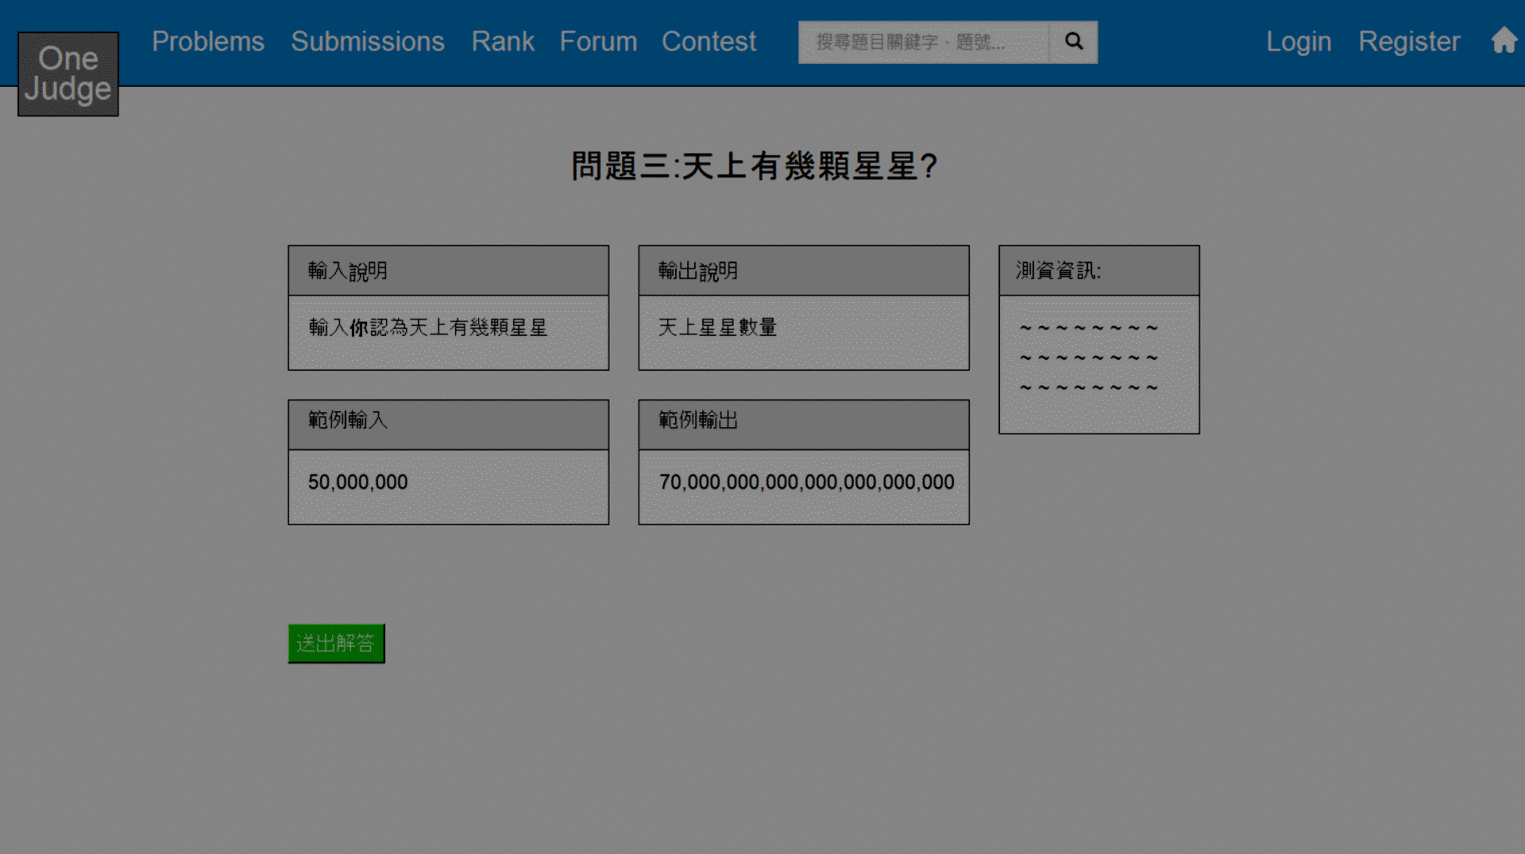 One
Judge
Problems
Submissions
Rank
Forum
Contest
搜尋題目關鍵字、題號...
Login
Register
問題三:天上有幾顆星星?
輸入說明
輸入你認為天上有幾顆星星
輸出說明
天上星星數量
測資資訊:
~~~~~~~~
~~~~~~~~
~~~~~~~~
範例輸入
50,000,000
範例輸出
70,000,000,000,000,000,000,000
送出解答